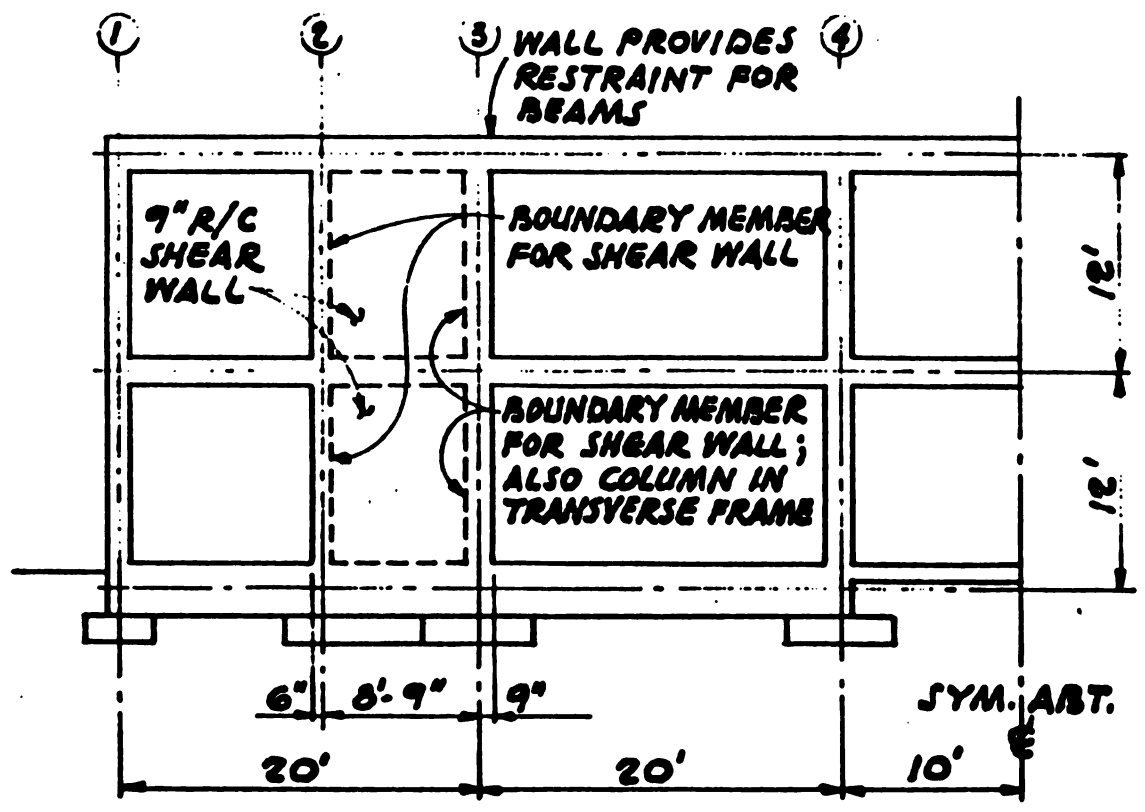 1
2
3
4
WALL PROVIDES
RESTRAINT FOR
BEAMS
9" R/C
SHEAR
WALL
BOUNDARY MEMBER
FOR SHEAR WALL
12'
BOUNDARY MEMBER
FOR SHEAR WALL;
ALSO COLUMN IN
TRANSVERSE FRAME
12'
6"
8'-9"
9"
SYM. ABT.
℄
20'
20'
10'